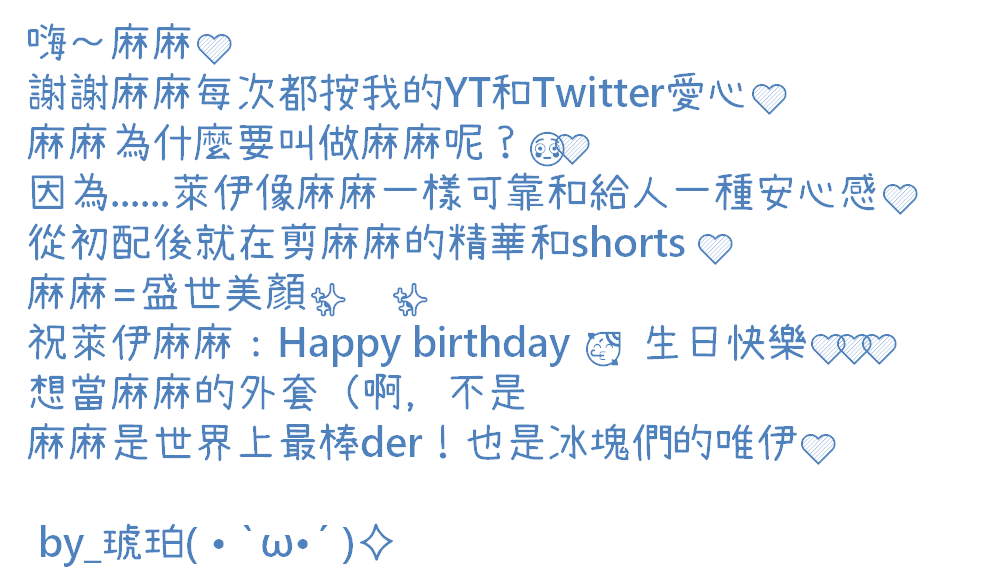 嗨～麻麻🤍
謝謝麻麻每次都按我的YT和Twitter愛心🤍
麻麻為什麼要叫做麻麻呢？😳🤍
因為......萊伊像麻麻一樣可靠和給人一種安心感🤍
從初配後就在剪麻麻的精華和shorts 🤍
麻麻=盛世美顏✨ ✨
祝萊伊麻麻：Happy birthday 🥳 生日快樂🤍🤍🤍
想當麻麻的外套（啊，不是
麻麻是世界上最棒der！也是冰塊們的唯伊🤍
by_琥珀(・`ω•´)✧